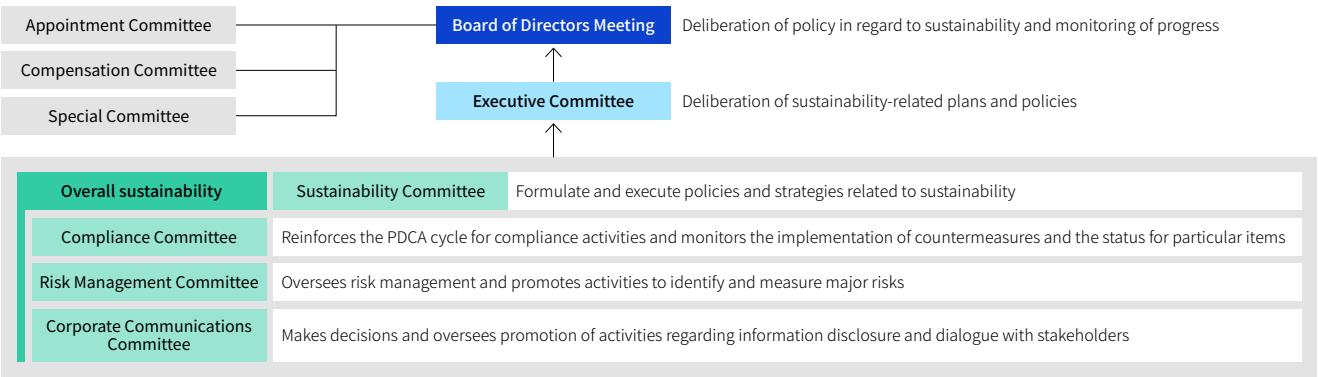 Appointment Committee
Board of Directors Meeting
Deliberation of policy in regard to sustainability and monitoring of progress
Compensation Committee
Executive Committee
Deliberation of sustainability-related plans and policies
Special Committee
Overall sustainability
Sustainability Committee
Formulate and execute policies and strategies related to sustainability
Compliance Committee
Reinforces the PDCA cycle for compliance activities and monitors the implementation of countermeasures and the status for particular items
Risk Management Committee
Oversees risk management and promotes activities to identify and measure major risks
Corporate Communications
Committee
Makes decisions and oversees promotion of activities regarding information disclosure and dialogue with stakeholders